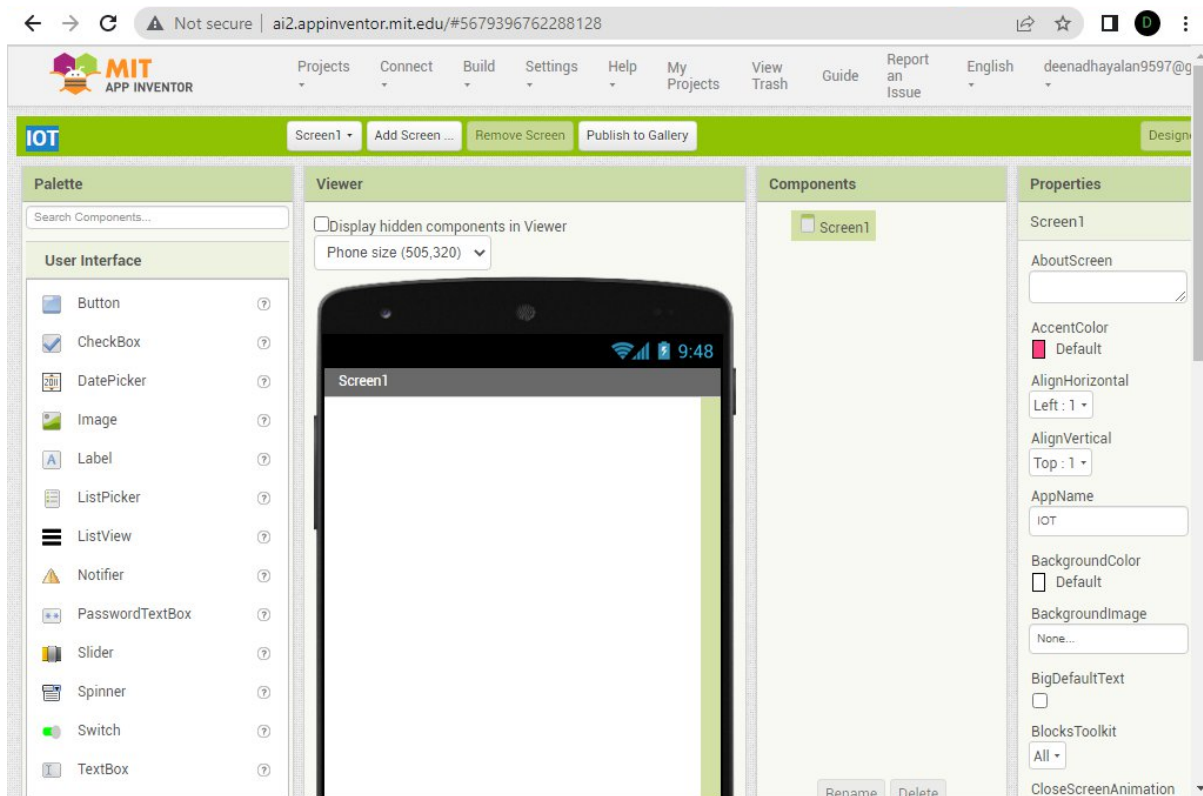 Not secure | ai2.appinventor.mit.edu/#5679396762288128
D
MIT
APP INVENTOR
Projects
Connect
Build
Settings
Help
My Projects
View Trash
Guide
Report an Issue
English
deenadhayalan9597@g
IOT
Screen1
Add Screen ...
Remove Screen
Publish to Gallery
Designe
Palette
Search Components...
User Interface
Button ?
CheckBox ?
DatePicker ?
Image ?
Label ?
ListPicker ?
ListView ?
Notifier ?
PasswordTextBox ?
Slider ?
Spinner ?
Switch ?
TextBox ?
Viewer
Display hidden components in Viewer
Phone size (505,320)
9:48
Screen1
Components
Screen1
Rename
Delete
Properties
Screen1
AboutScreen
AccentColor
Default
AlignHorizontal
Left : 1
AlignVertical
Top : 1
AppName
IOT
BackgroundColor
Default
BackgroundImage
None...
BigDefaultText
BlocksToolkit
All
CloseScreenAnimation